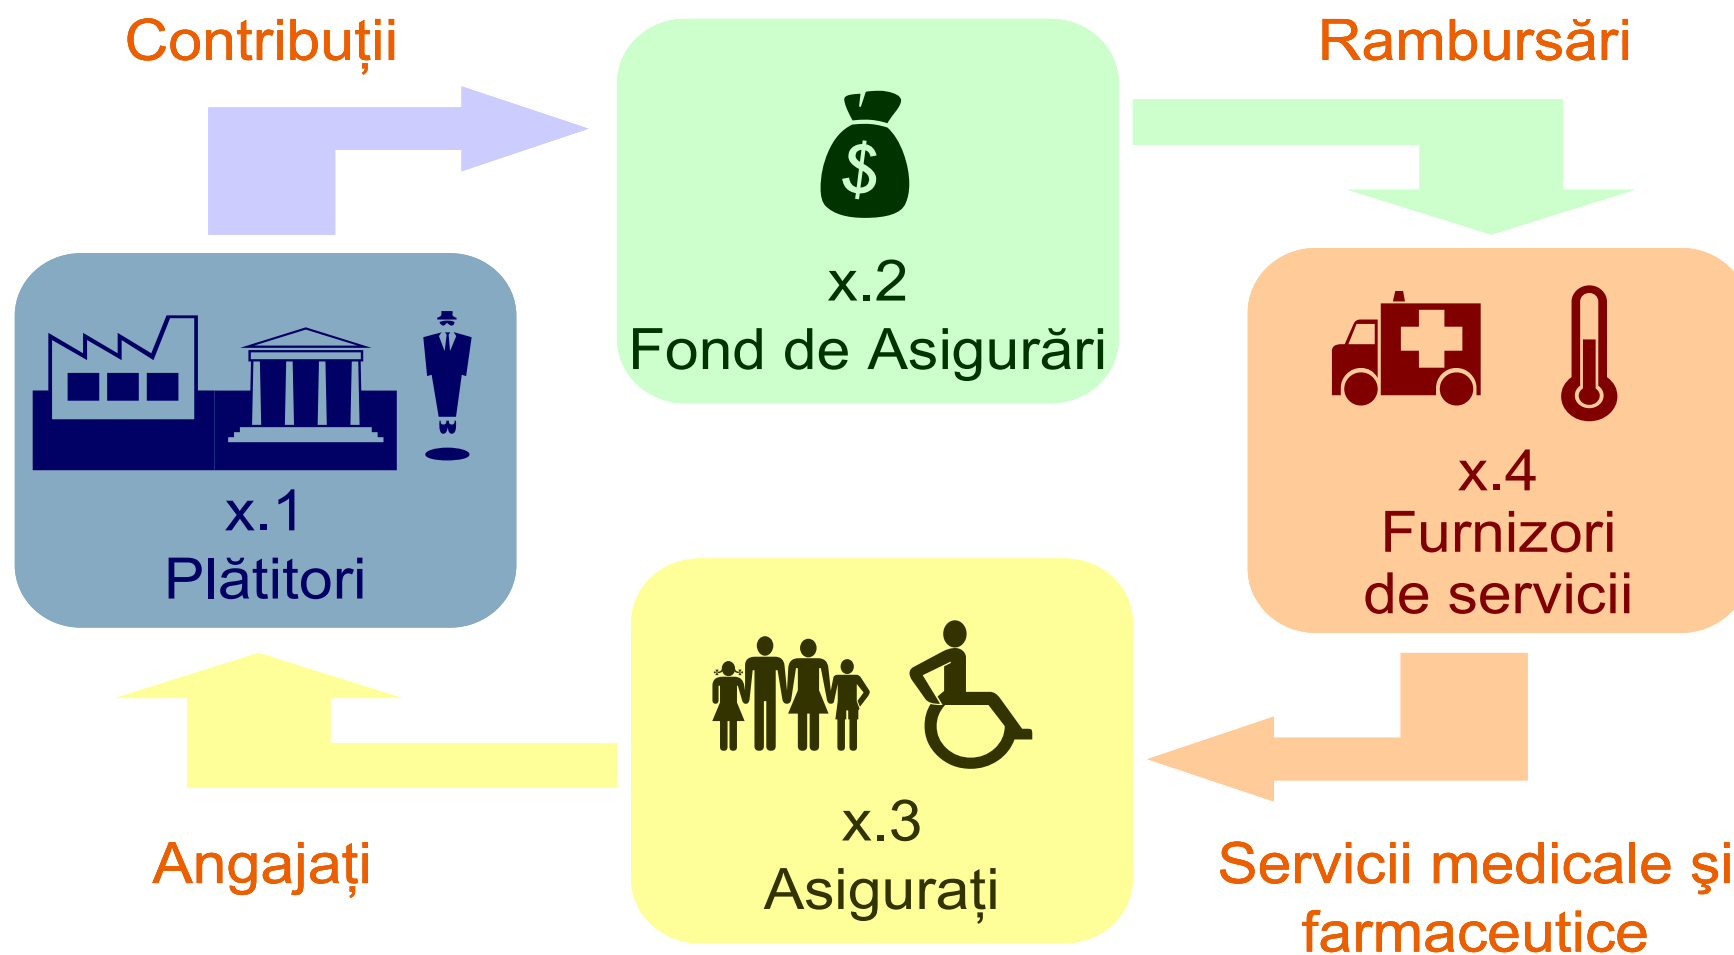 Contribuții
Rambursări
$
x.2
Fond de Asigurări
x.1
Plătitori
x.4
Furnizori
de servicii
x.3
Asigurați
Angajați
Servicii medicale şi
farmaceutice